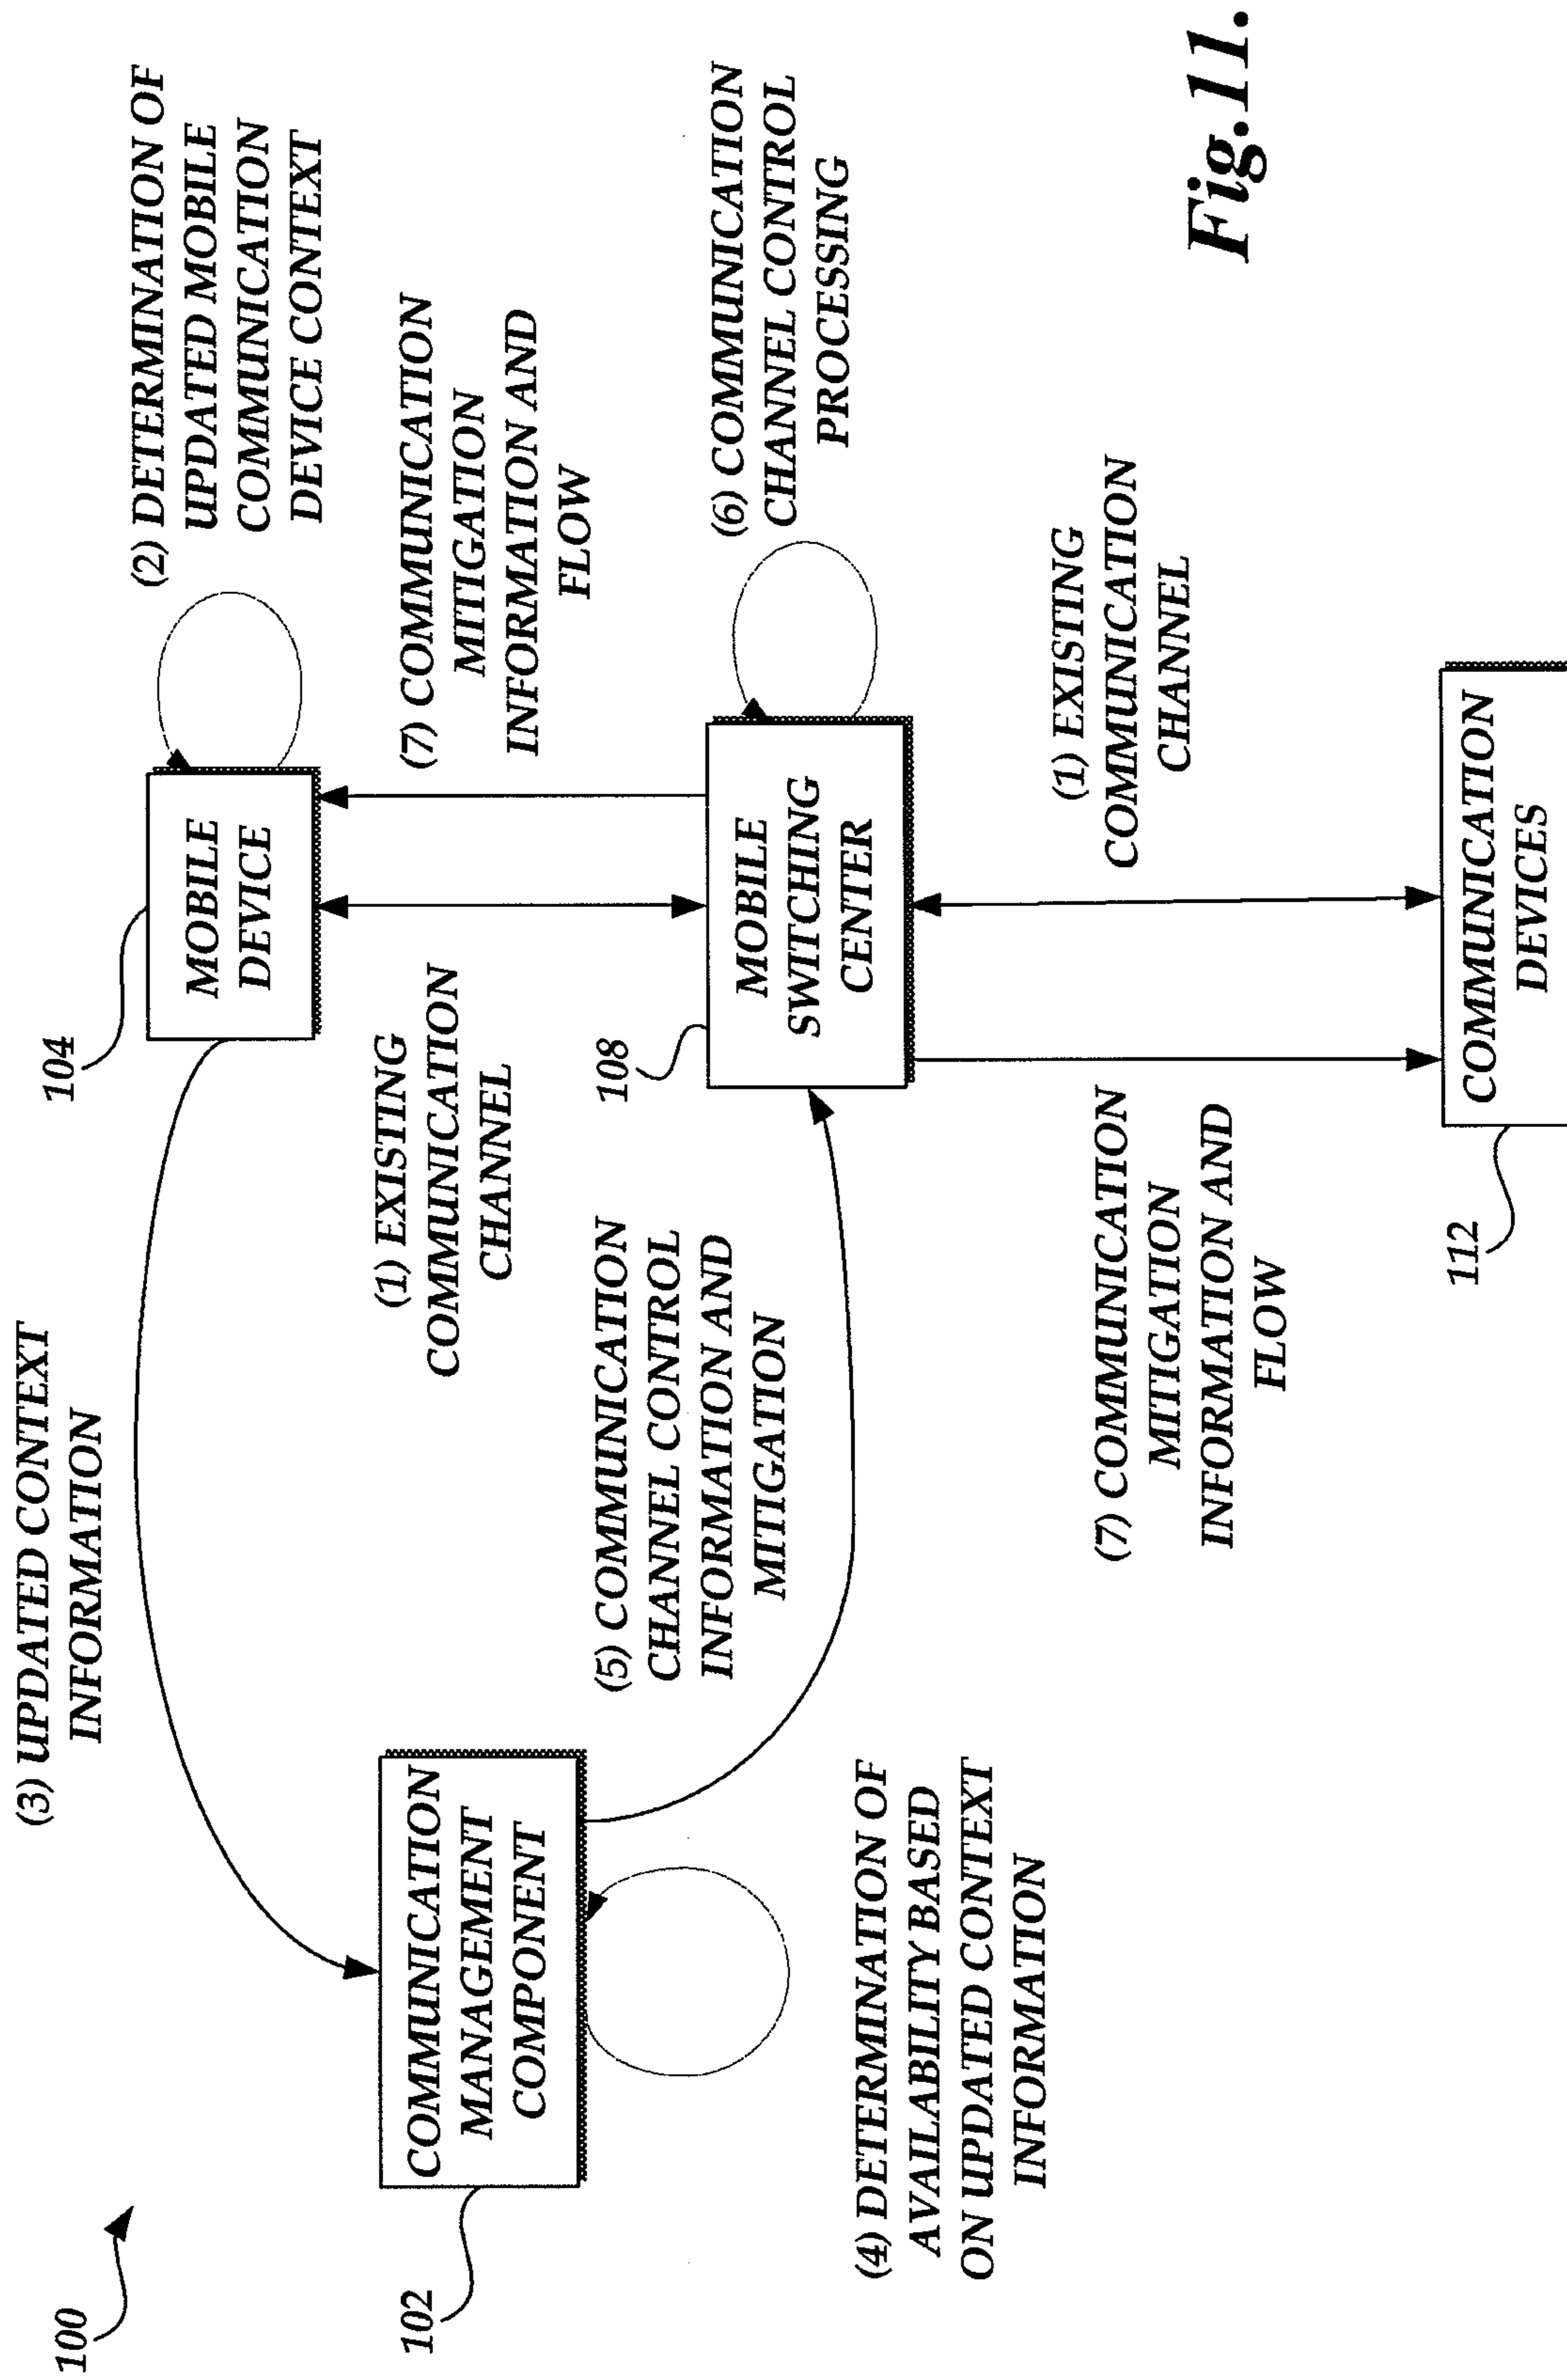 100
(3) UPDATED CONTEXT
INFORMATION
104
MOBILE
DEVICE
(2) DETERMINATION OF
UPDATED MOBILE
COMMUNICATION
DEVICE CONTEXT
102
COMMUNICATION
MANAGEMENT
COMPONENT
(1) EXISTING
COMMUNICATION
CHANNEL
(7) COMMUNICATION
MITIGATION
INFORMATION AND
FLOW
(5) COMMUNICATION
CHANNEL CONTROL
INFORMATION AND
MITIGATION
108
MOBILE
SWITCHING
CENTER
(6) COMMUNICATION
CHANNEL CONTROL
PROCESSING
(4) DETERMINATION OF
AVAILABILITY BASED
ON UPDATED CONTEXT
INFORMATION
(7) COMMUNICATION
MITIGATION
INFORMATION AND
FLOW
(1) EXISTING
COMMUNICATION
CHANNEL
112
COMMUNICATION
DEVICES
Fig.11.